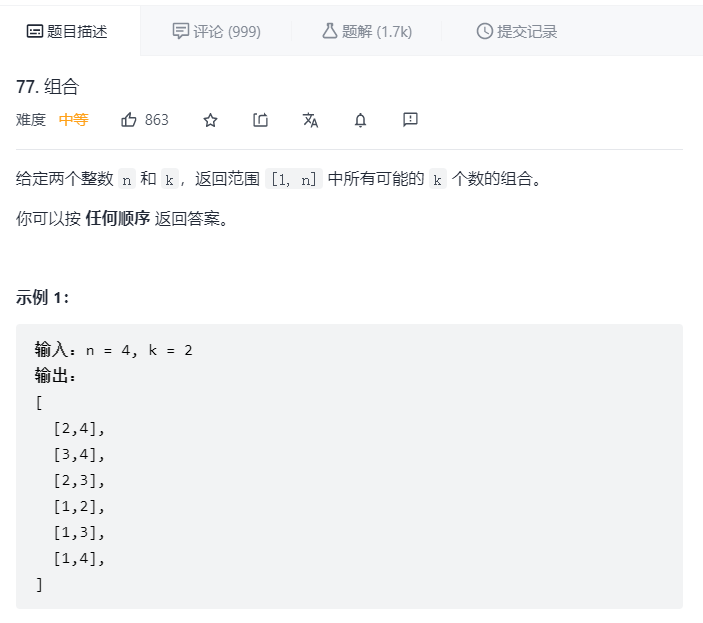 题目描述 评论 (999) 题解 (1.7k) 提交记录
77. 组合
难度 中等 863
给定两个整数 n 和 k，返回范围 [1, n] 中所有可能的 k 个数的组合。
你可以按 任何顺序 返回答案。
示例 1：
输入：n = 4, k = 2
输出：
[
  [2,4],
  [3,4],
  [2,3],
  [1,2],
  [1,3],
  [1,4],
]